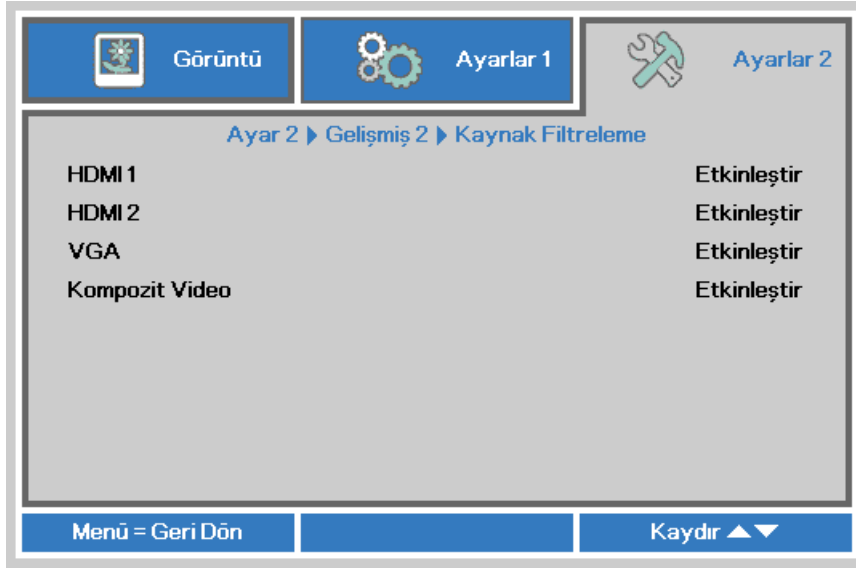 Görüntü
Ayarlar 1
Ayarlar 2
Ayar 2 ▶ Gelişmiş 2 ▶ Kaynak Filtreleme
HDMI 1 Etkinleştir
HDMI 2 Etkinleştir
VGA Etkinleştir
Kompozit Video Etkinleştir
Menü = Geri Dön
Kaydır ▲▼